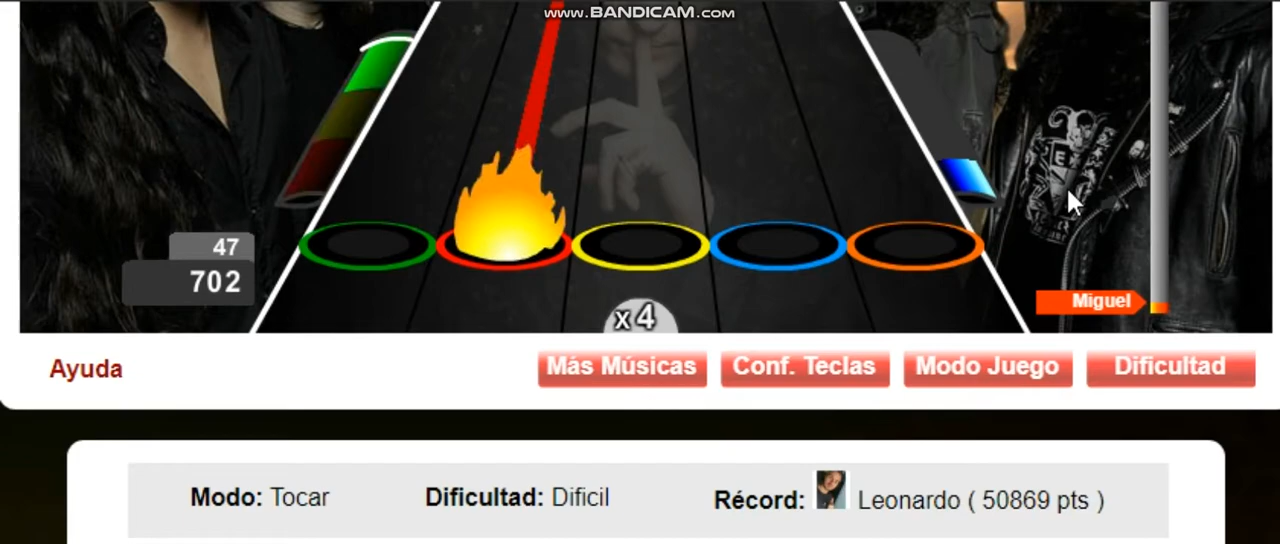 www.BANDICAM.com
47
702
x4
Miguel
Ayuda
Más Músicas
Conf. Teclas
Modo Juego
Dificultad
Modo: Tocar
Dificultad: Dificil
Récord: Leonardo ( 50869 pts )